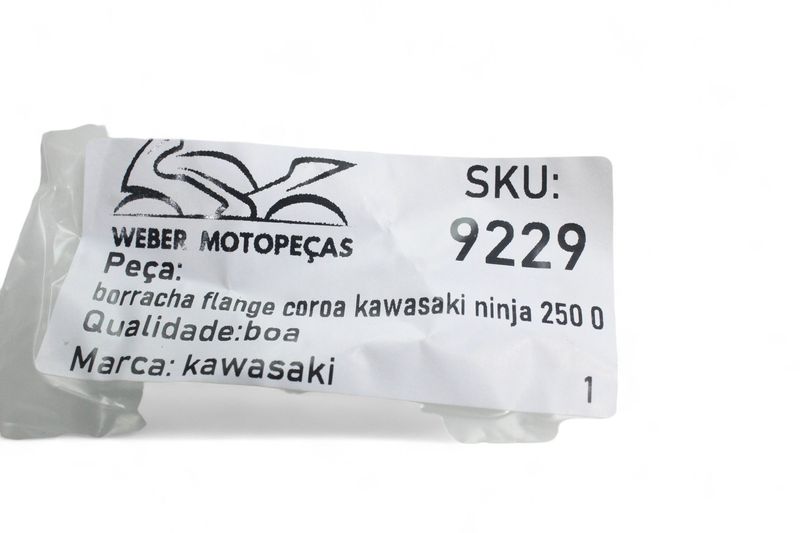 WEBER MOTOPEÇAS
SKU:
9229
Peça:
borracha flange coroa kawasaki ninja 250 0
Qualidade:boa
Marca: kawasaki
1